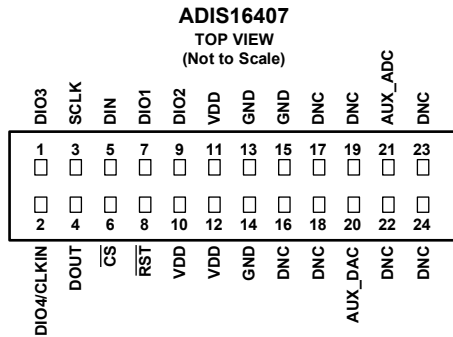 ADIS16407
TOP VIEW
(Not to Scale)
DIO3 SCLK DIN DIO1 DIO2 VDD GND GND DNC DNC AUX_ADC DNC
1 3 5 7 9 11 13 15 17 19 21 23
2 4 6 8 10 12 14 16 18 20 22 24
DIO4/CLKIN DOUT CS RST VDD VDD GND DNC DNC AUX_DAC DNC DNC